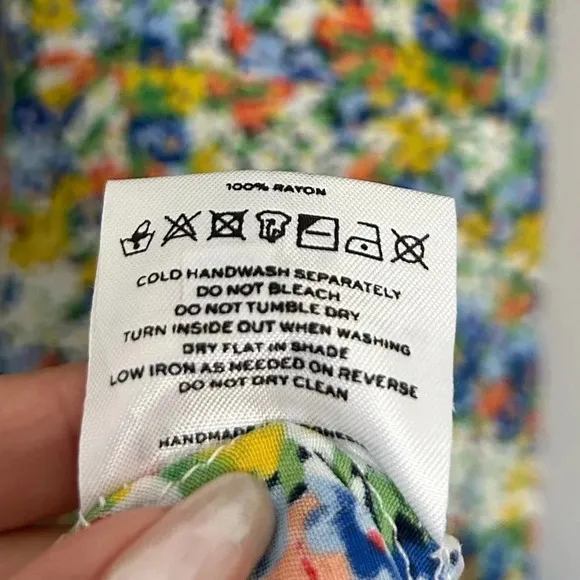 100% RAYON
COLD HANDWASH SEPARATELY
DO NOT BLEACH
DO NOT TUMBLE DRY
TURN INSIDE OUT WHEN WASHING
DRY FLAT IN SHADE
LOW IRON AS NEEDED ON REVERSE
DO NOT DRY CLEAN
HANDMADE